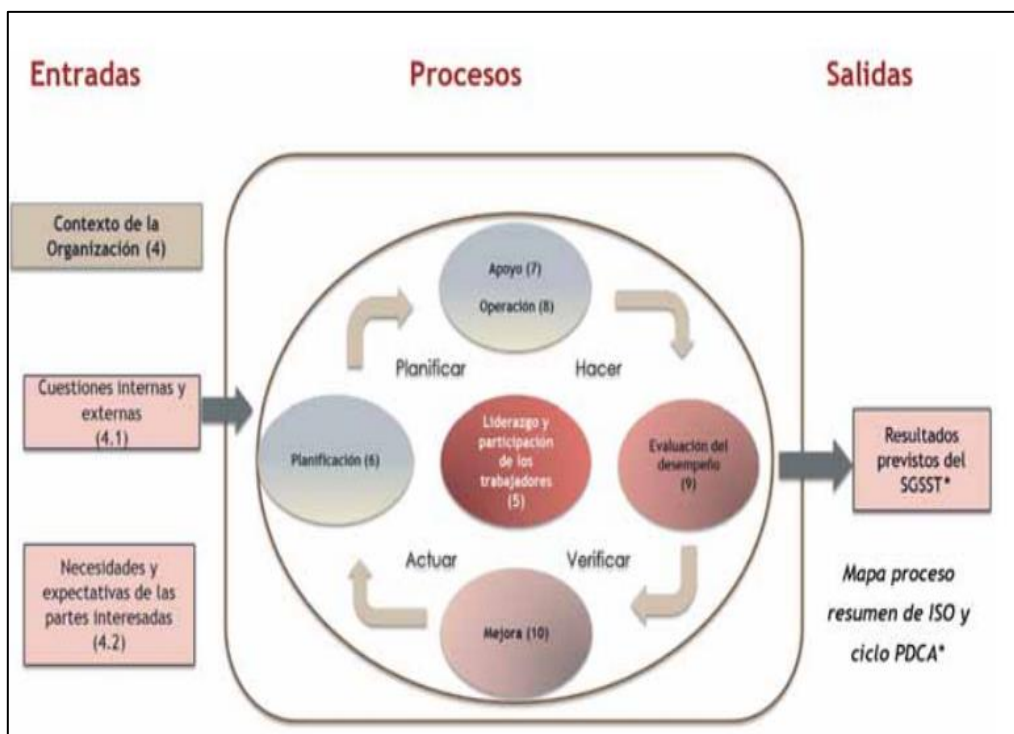 Entradas
Procesos
Salidas
Contexto de la
Organización (4)
Cuestiones internas y
externas
(4.1)
Necesidades y
expectativas de las
partes interesadas
(4.2)
Apoyo (7)
Operación (8)
Planificar
Hacer
Planificación (6)
Liderazgo y
participación
de los
trabajadores
(5)
Evaluación del
desempeño
(9)
Actuar
Verificar
Mejora (10)
Resultados
previstos del
SGSST*
Mapa proceso
resumen de ISO y
ciclo PDCA*